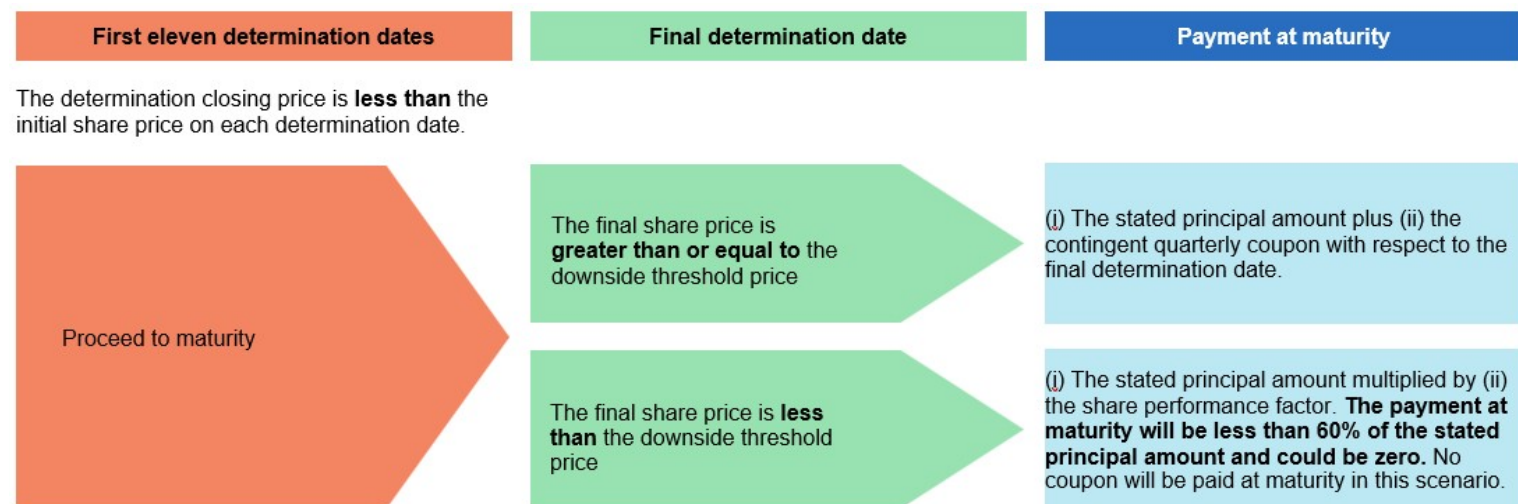 First eleven determination dates
Final determination date
Payment at maturity
The determination closing price is less than the
initial share price on each determination date.
Proceed to maturity
The final share price is
greater than or equal to the
downside threshold price
(i) The stated principal amount plus (ii) the
contingent quarterly coupon with respect to the
final determination date.
The final share price is less
than the downside threshold
price
(i) The stated principal amount multiplied by (ii)
the share performance factor. The payment at
maturity will be less than 60% of the stated
principal amount and could be zero. No
coupon will be paid at maturity in this scenario.